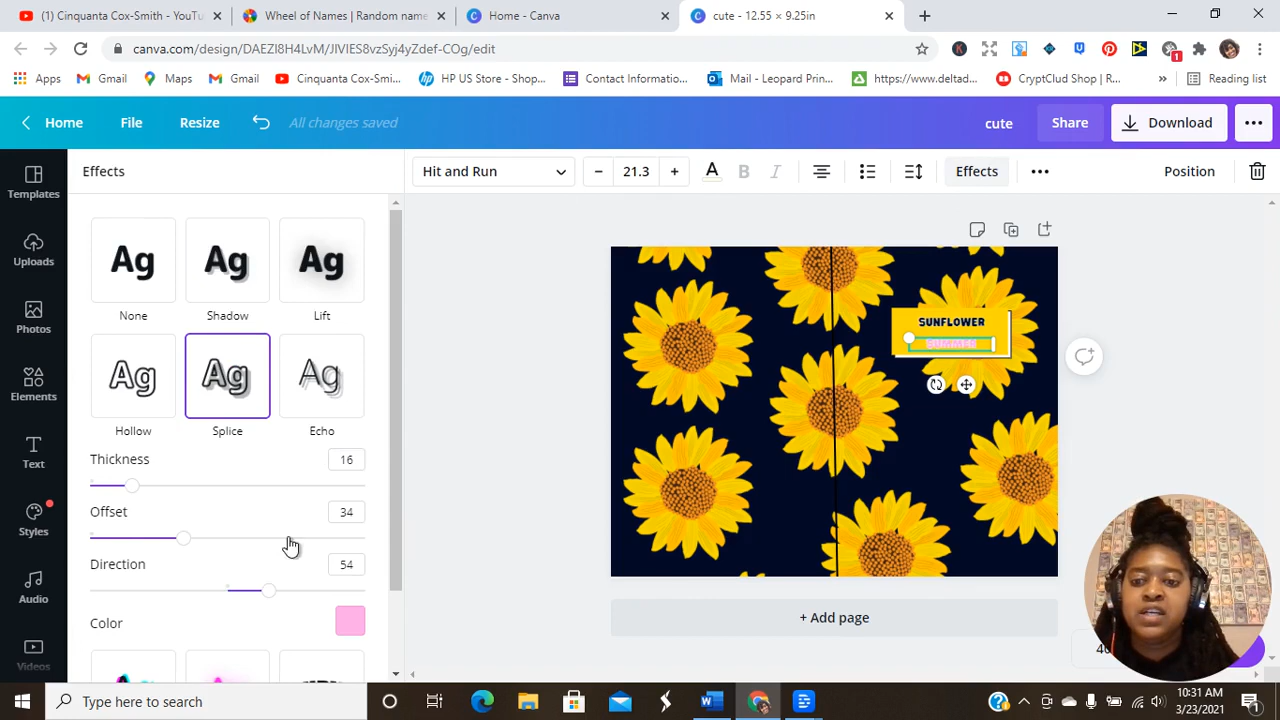 (1) Cinquanta Cox-Smith - YouTu
Wheel of Names | Random name
Home - Canva
cute - 12.55 × 9.25in
canva.com/design/DAEZI8H4LvM/JIVIES8vzSyj4yZdef-COg/edit
Apps
Gmail
Maps
Gmail
Cinquanta Cox-Smi...
HP US Store - Shop...
Contact Informatio...
Mail - Leopard Prin...
https://www.deltad...
CryptClud Shop | R...
»
Reading list
Home
File
Resize
All changes saved
cute
Share
Download
Templates
Uploads
Photos
Elements
Text
Styles
Audio
Videos
Effects
Hit and Run
21.3
A
B
I
Effects
Position
Ag
Ag
Ag
None
Shadow
Lift
Ag
Ag
Ag
Hollow
Splice
Echo
Thickness
16
Offset
34
Direction
54
Color
SUNFLOWER
SUMMER
+ Add page
40
Type here to search
10:31 AM
3/23/2021